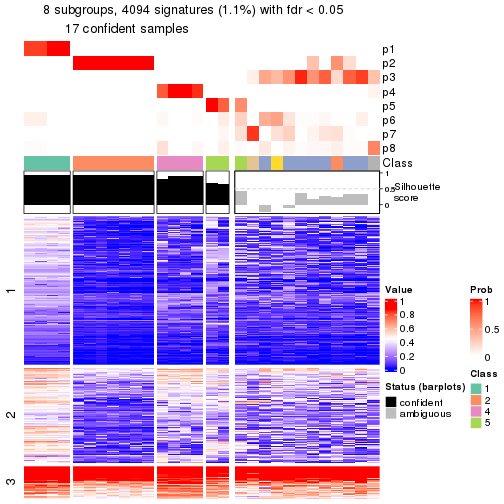 8 subgroups, 4094 signatures (1.1%) with fdr < 0.05
17 confident samples
p1
p2
p3
p4
p5
p6
p7
p8
Class
1
0.5
0
Silhouette
score
1
2
3
Value
1
0.8
0.6
0.4
0.2
0
Prob
1
0.5
0
Status (barplots)
confident
ambiguous
Class
1
2
4
5